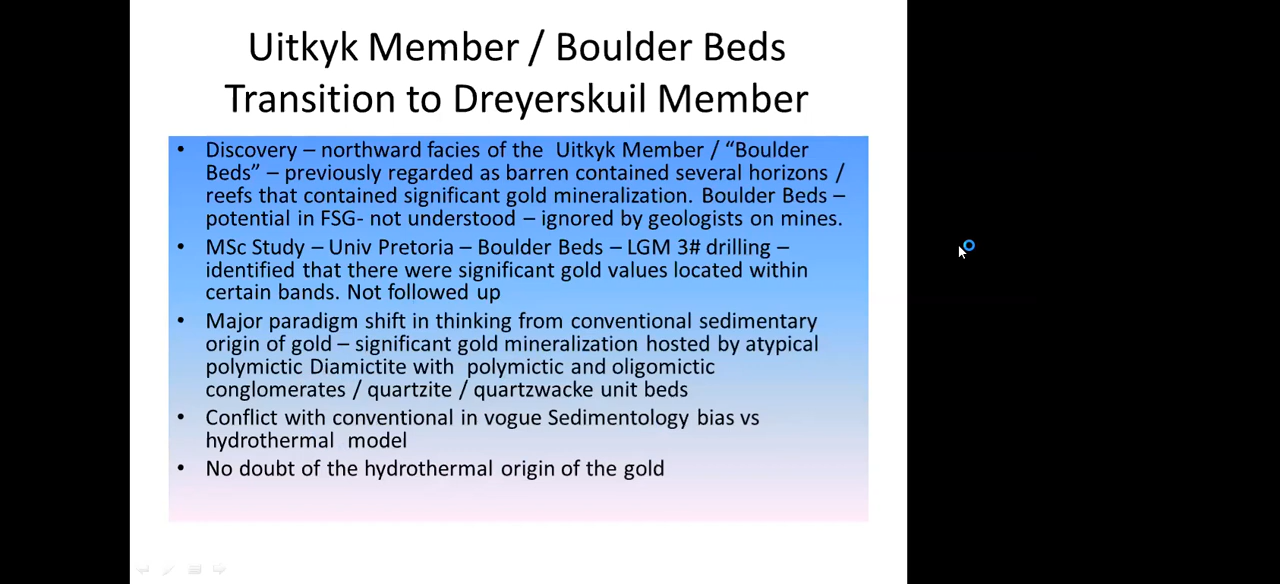 Uitkyk Member / Boulder Beds
Transition to Dreyerskuil Member
• Discovery – northward facies of the  Uitkyk Member / “Boulder
Beds” – previously regarded as barren contained several horizons /
reefs that contained significant gold mineralization. Boulder Beds –
potential in FSG- not understood – ignored by geologists on mines.
• MSc Study – Univ Pretoria – Boulder Beds – LGM 3# drilling –
identified that there were significant gold values located within
certain bands. Not followed up
• Major paradigm shift in thinking from conventional sedimentary
origin of gold – significant gold mineralization hosted by atypical
polymictic Diamictite with  polymictic and oligomictic
conglomerates / quartzite / quartzwacke unit beds
• Conflict with conventional in vogue Sedimentology bias vs
hydrothermal  model
• No doubt of the hydrothermal origin of the gold